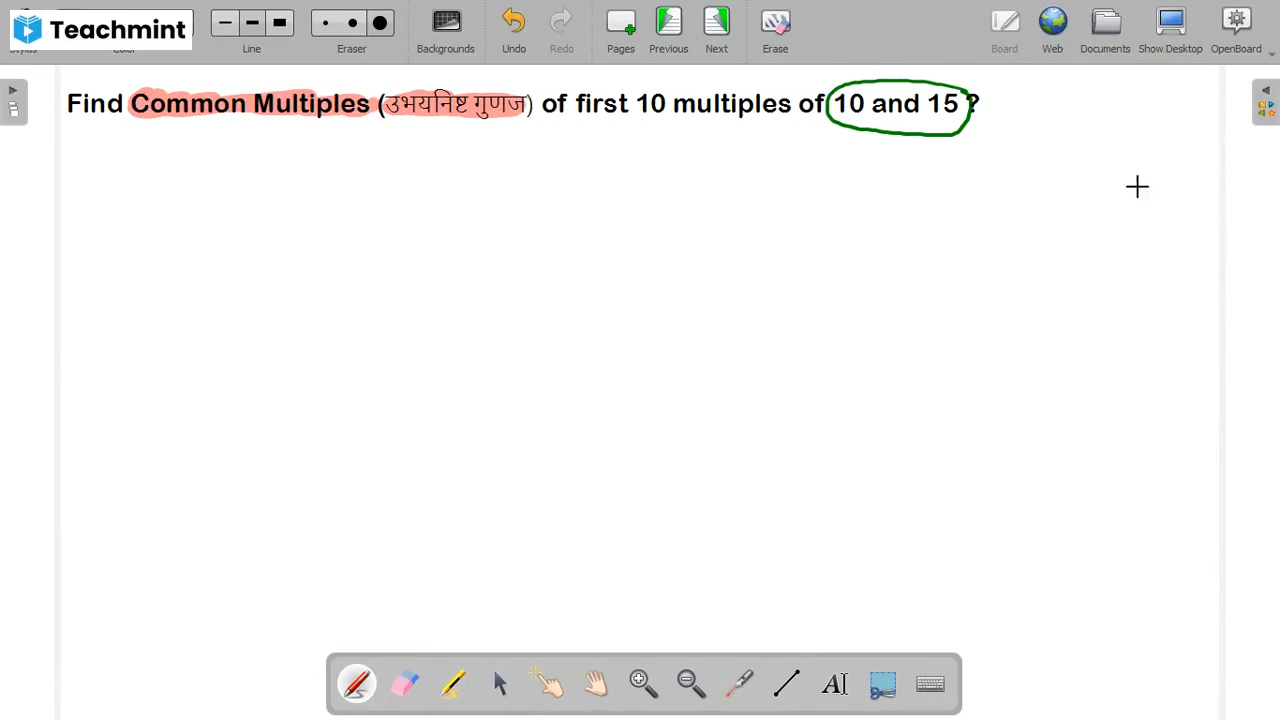 Teachmint
Line
Eraser
Backgrounds
Undo
Redo
Pages
Previous
Next
Erase
Board
Web
Documents
Show Desktop
OpenBoard
Find Common Multiples (उभयनिष्ट गुणज) of first 10 multiples of 10 and 15 ?
AI